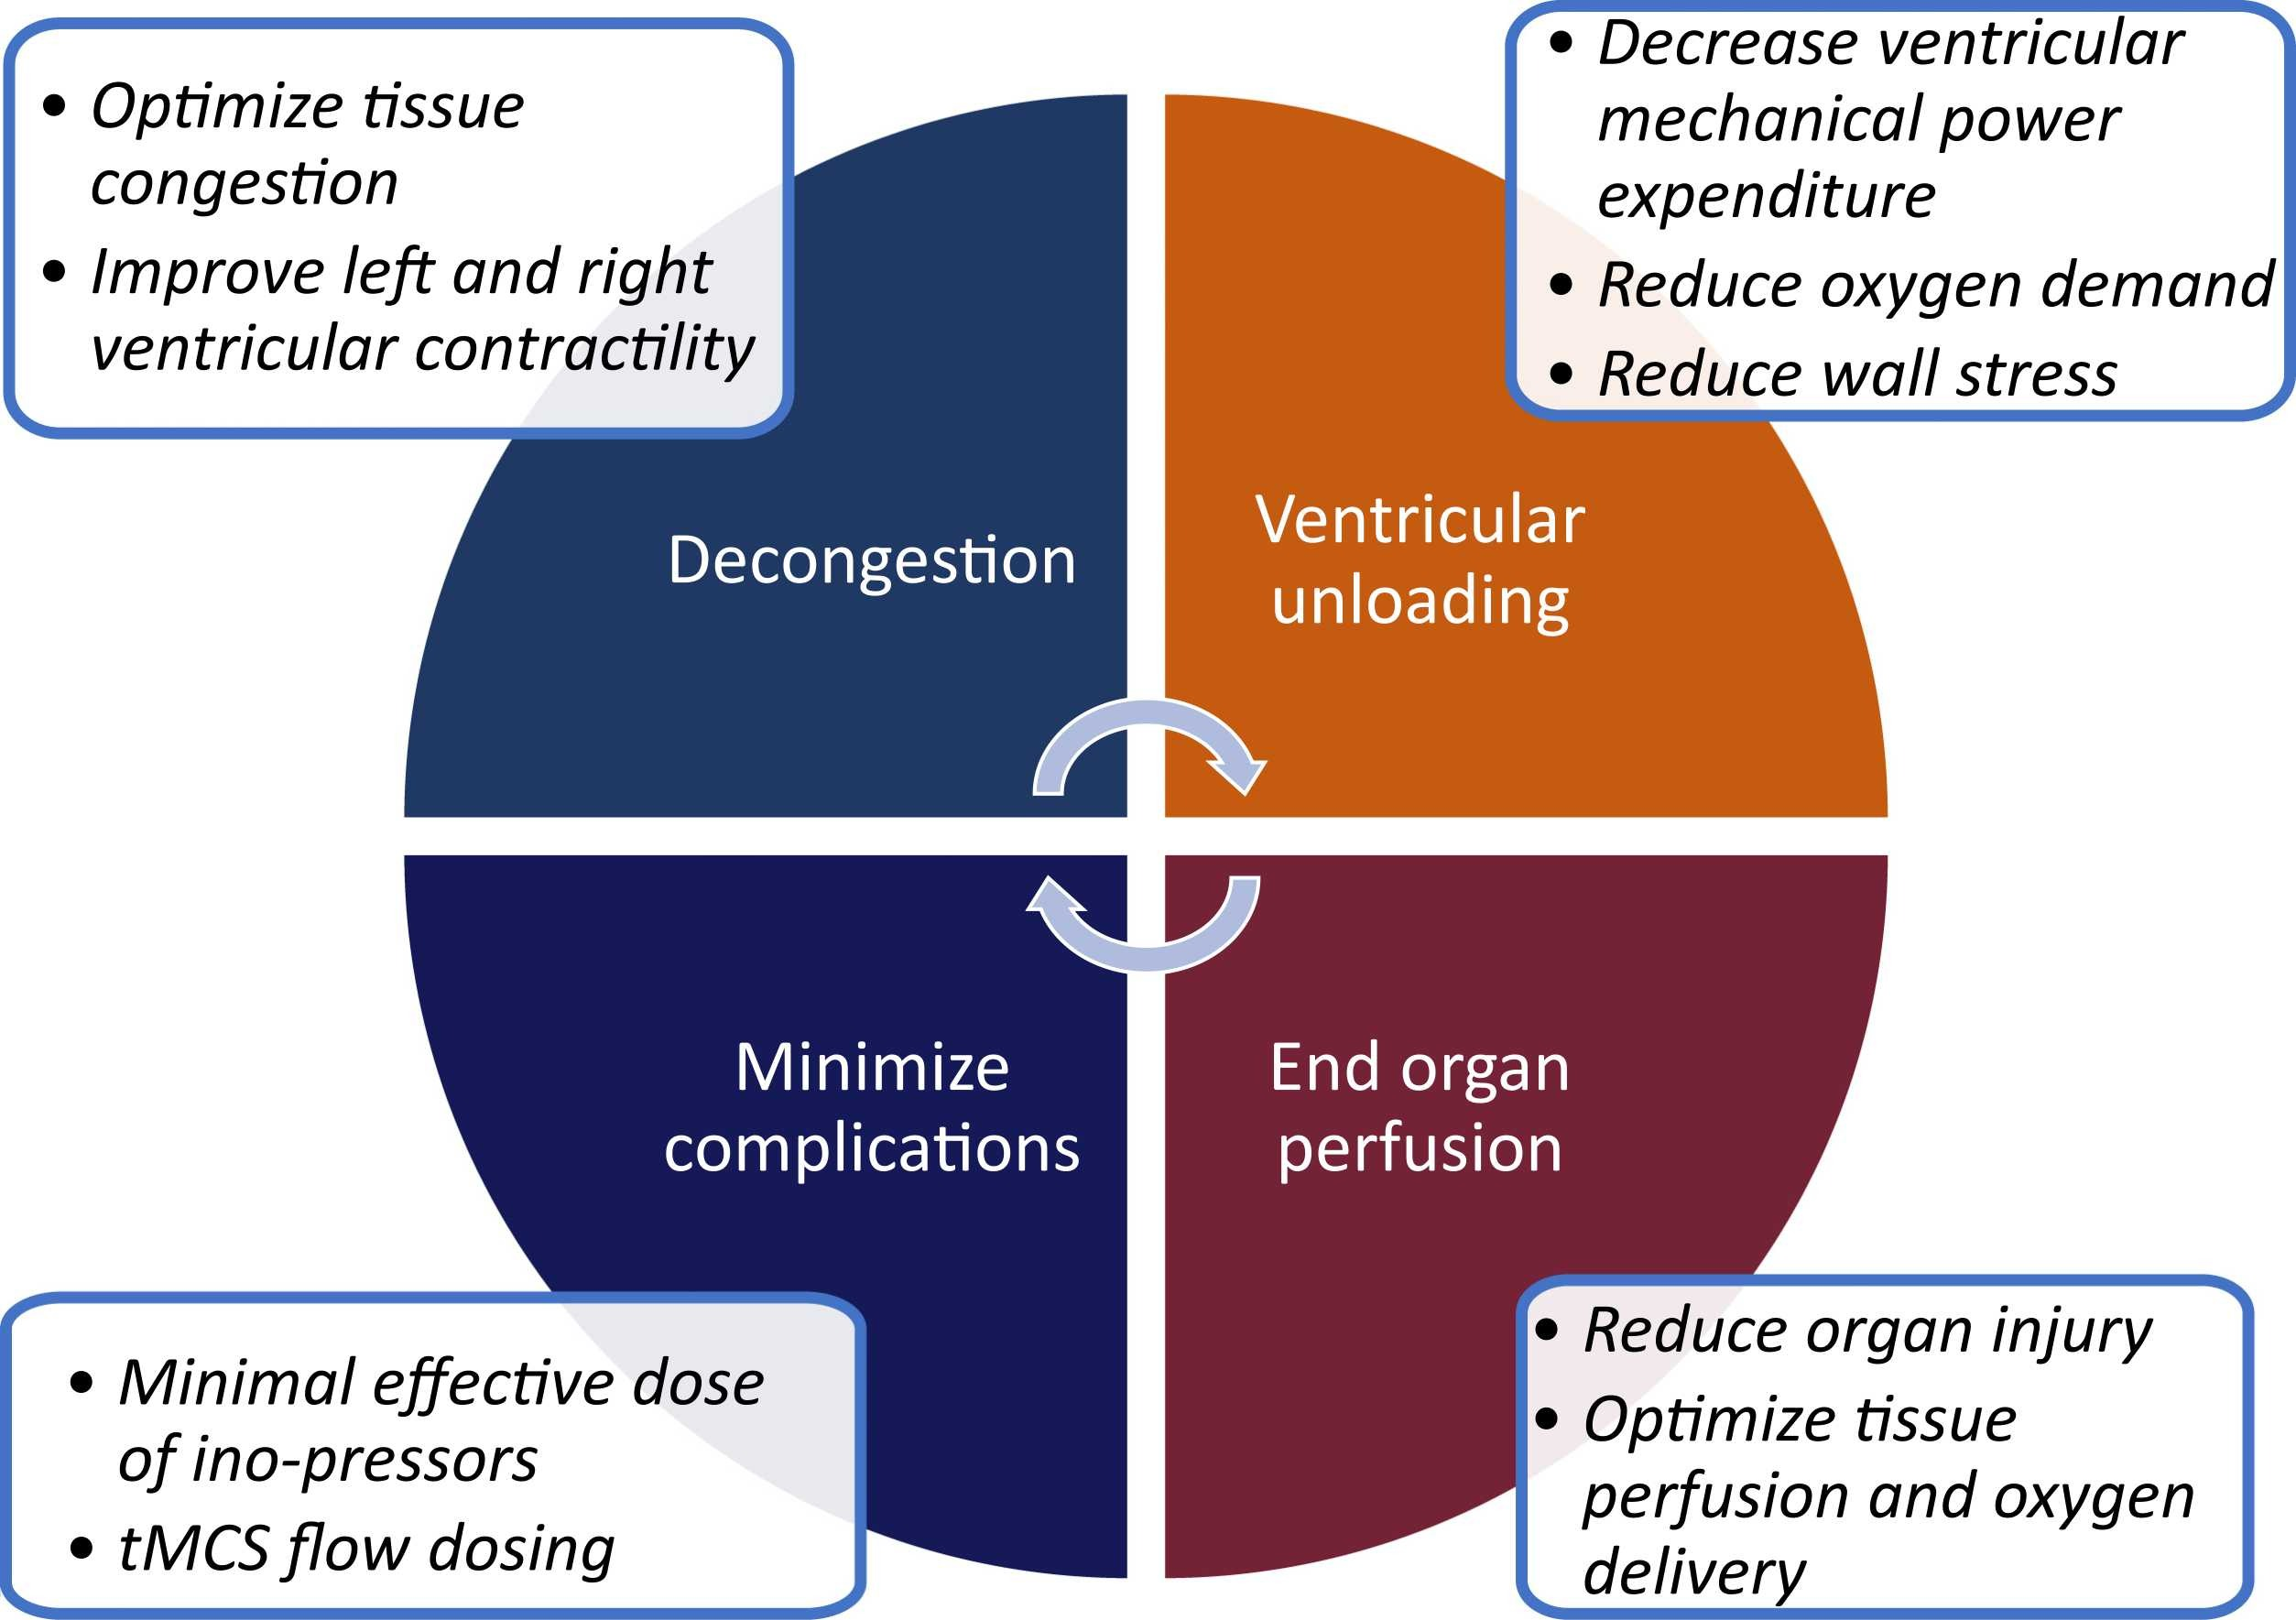 • Optimize tissue
congestion
• Improve left and right
ventricular contractility
• Decrease ventricular
mechanical power
expenditure
• Reduce oxygen demand
• Reduce wall stress
Decongestion
Ventricular
unloading
Minimize
complications
End organ
perfusion
• Minimal effective dose
of ino-pressors
• tMCS flow dosing
• Reduce organ injury
• Optimize tissue
perfusion and oxygen
delivery